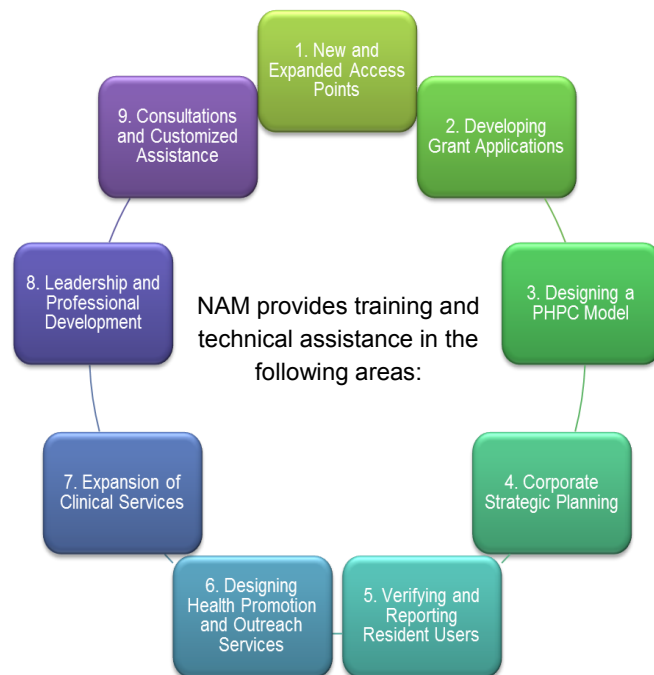 1. New and
Expanded Access
Points
2. Developing
Grant Applications
3. Designing a
PHPC Model
4. Corporate
Strategic Planning
5. Verifying and
Reporting
Resident Users
6. Designing
Health Promotion
and Outreach
Services
7. Expansion of
Clinical Services
8. Leadership and
Professional
Development
9. Consultations
and Customized
Assistance
NAM provides training and
technical assistance in the
following areas: